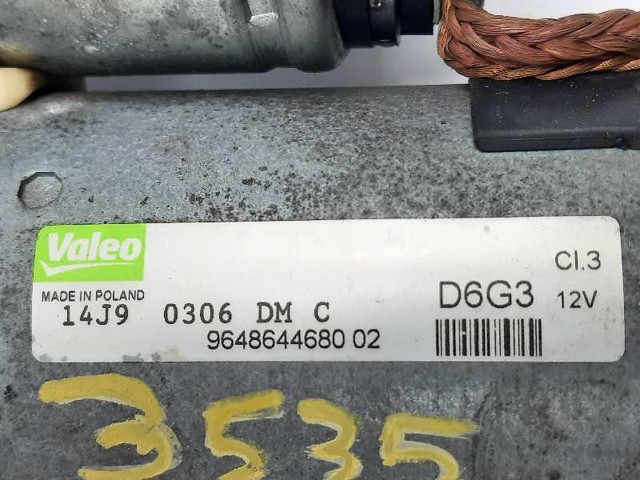 Valeo
Cl.3
MADE IN POLAND
D6G3 12V
14J9 0306 DM C
9648644680 02
3535